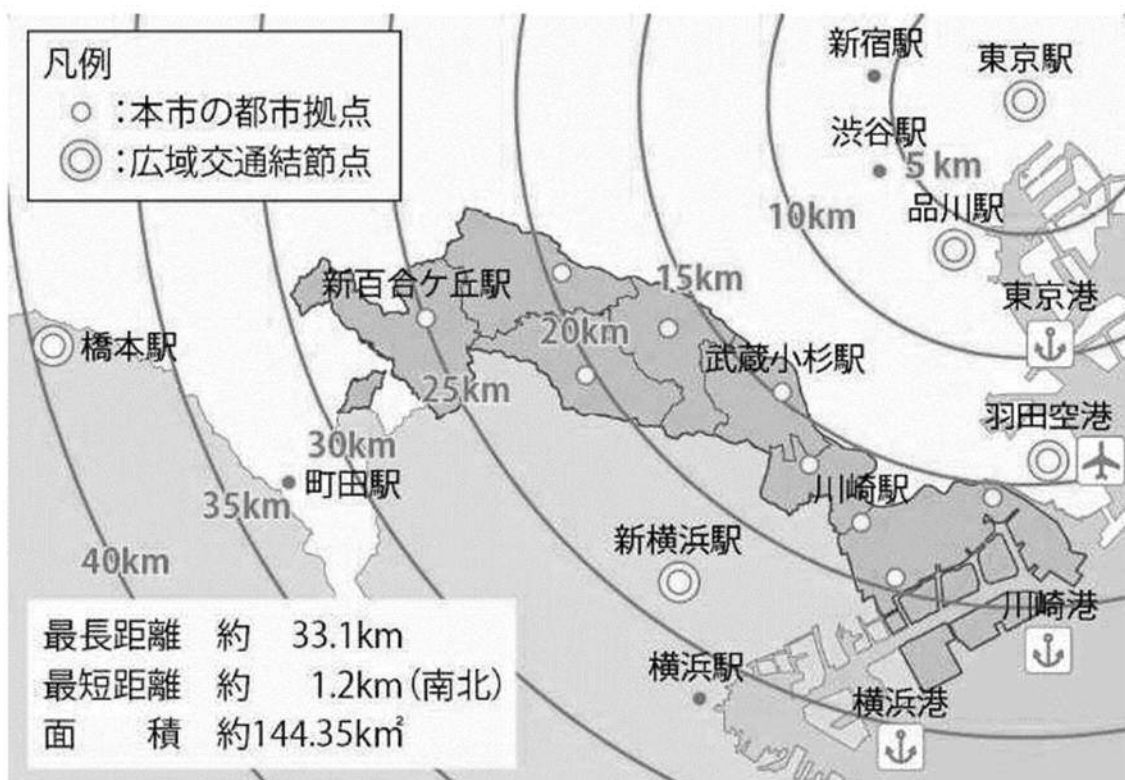 凡例
○：本市の都市拠点
◎：広域交通結節点
新宿駅
東京駅
渋谷駅
5 km
品川駅
10km
東京港
15km
新百合ケ丘駅
橋本駅
20km
武蔵小杉駅
25km
羽田空港
30km
町田駅
川崎駅
35km
新横浜駅
40km
川崎港
横浜駅
横浜港
最長距離 約 33.1km
最短距離 約 1.2km（南北）
面 積 約144.35k㎡